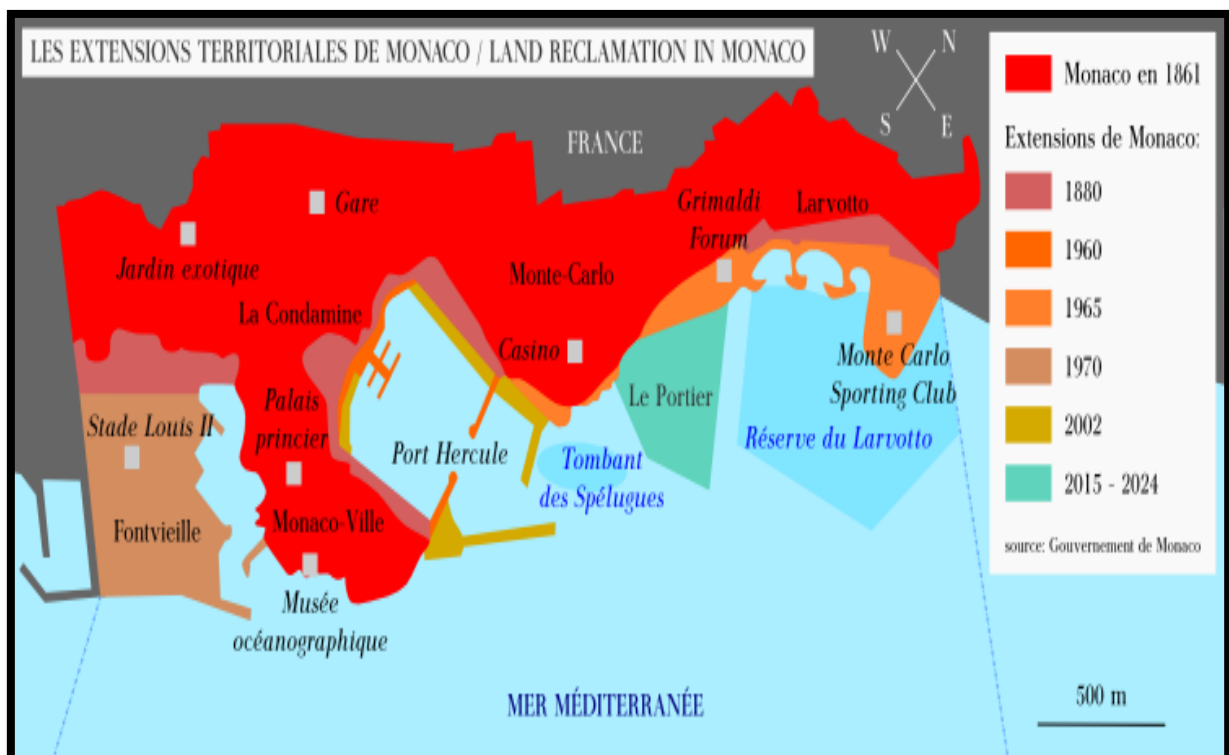 LES EXTENSIONS TERRITORIALES DE MONACO / LAND RECLAMATION IN MONACO
W N
S E
FRANCE
Gare
Jardin exotique
La Condamine
Monte-Carlo
Grimaldi
Forum
Larvotto
Casino
Palais
princier
Stade Louis II
Fontvieille
Port Hercule
Monaco-Ville
Musée
océanographique
Le Portier
Tombant
des Spélugues
Monte Carlo
Sporting Club
Réserve du Larvotto
MER MÉDITERRANÉE
Monaco en 1861
Extensions de Monaco:
1880
1960
1965
1970
2002
2015 - 2024
source: Gouvernement de Monaco
500 m